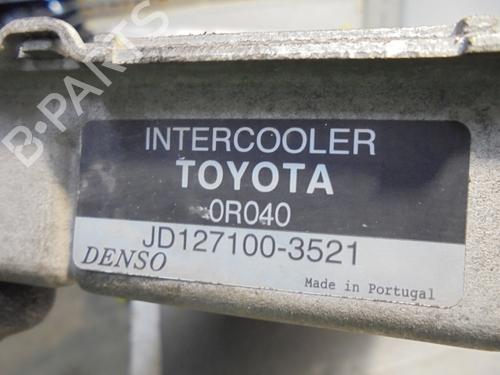 B-PARTS
INTERCOOLER
TOYOTA
0R040
JD127100-3521
DENSO
Made in Portugal